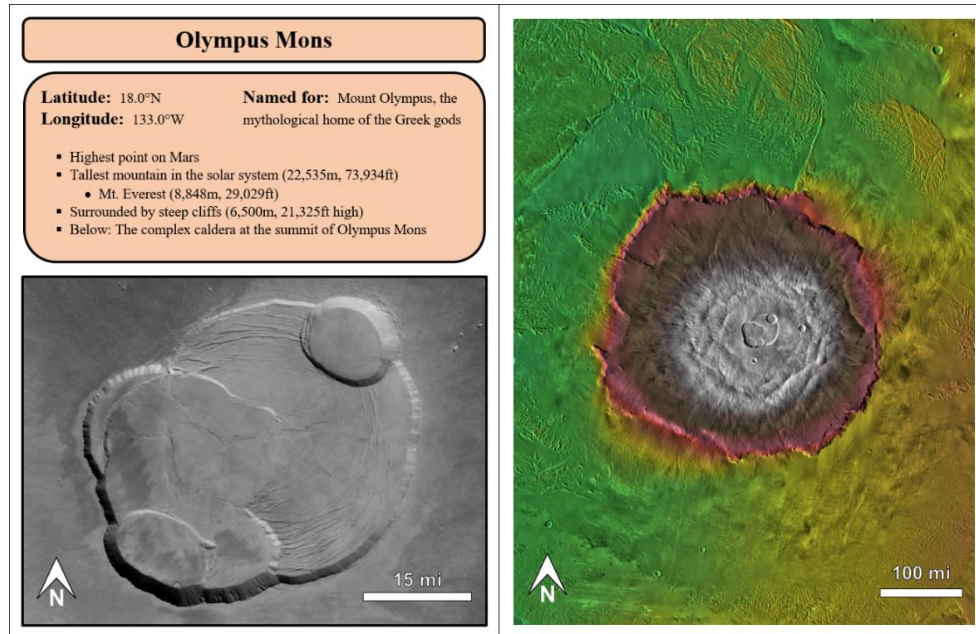 Olympus Mons
Latitude: 18.0°N
Longitude: 133.0°W
Named for: Mount Olympus, the
mythological home of the Greek gods
▪ Highest point on Mars
▪ Tallest mountain in the solar system (22,535m, 73,934ft)
• Mt. Everest (8,848m, 29,029ft)
▪ Surrounded by steep cliffs (6,500m, 21,325ft high)
▪ Below: The complex caldera at the summit of Olympus Mons
N
15 mi
N
100 mi